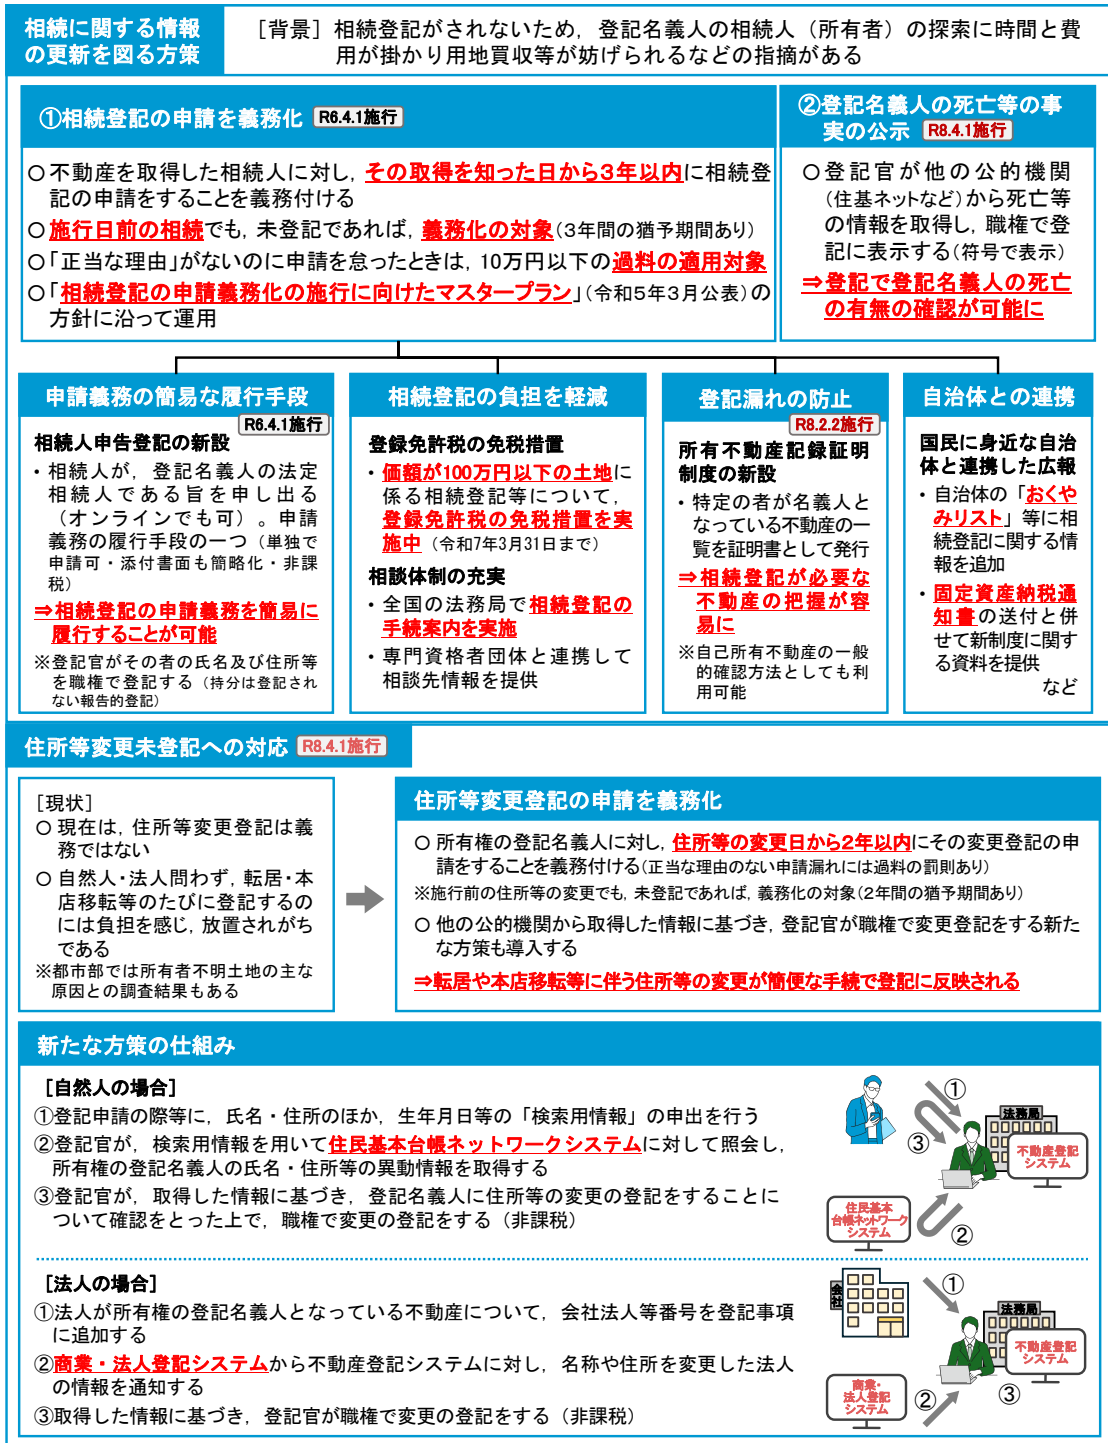 相続に関する情報
の更新を図る方策
［背景］相続登記がされないため，登記名義人の相続人（所有者）の探索に時間と費
用が掛かり用地買収等が妨げられるなどの指摘がある
①相続登記の申請を義務化 R6.4.1施行
○不動産を取得した相続人に対し，その取得を知った日から３年以内に相続登
記の申請をすることを義務付ける
○施行日前の相続でも，未登記であれば，義務化の対象（３年間の猶予期間あり）
○「正当な理由」がないのに申請を怠ったときは，10万円以下の過料の適用対象
○「相続登記の申請義務化の施行に向けたマスタープラン」（令和５年３月公表）の
方針に沿って運用
②登記名義人の死亡等の事
実の公示 R8.4.1施行
○登記官が他の公的機関
（住基ネットなど）から死亡等
の情報を取得し，職権で登
記に表示する（符号で表示）
⇒登記で登記名義人の死亡
の有無の確認が可能に
申請義務の簡易な履行手段
R6.4.1施行
相続人申告登記の新設
・相続人が，登記名義人の法定
相続人である旨を申し出る
（オンラインでも可）。申請
義務の履行手段の一つ（単独で
申請可・添付書面も簡略化・非課
税）
⇒相続登記の申請義務を簡易に
履行することが可能
※登記官がその者の氏名及び住所等
を職権で登記する（持分は登記され
ない報告的登記）
相続登記の負担を軽減
登録免許税の免税措置
・価額が100万円以下の土地に
係る相続登記等について，
登録免許税の免税措置を実
施中（令和7年3月31日まで）
相談体制の充実
・全国の法務局で相続登記の
手続案内を実施
・専門資格者団体と連携して
相談先情報を提供
登記漏れの防止
R8.2.2施行
所有不動産記録証明
制度の新設
・特定の者が名義人と
なっている不動産の一
覧を証明書として発行
⇒相続登記が必要な
不動産の把握が容
易に
※自己所有不動産の一般
的確認方法としても利
用可能
自治体との連携
国民に身近な自治
体と連携した広報
・自治体の「おくや
みリスト」等に相
続登記に関する情
報を追加
・固定資産納税通
知書の送付と併
せて新制度に関す
る資料を提供
など
住所等変更未登記への対応 R8.4.1施行
［現状］
○現在は，住所等変更登記は義
務ではない
○自然人・法人問わず，転居・本
店移転等のたびに登記するの
には負担を感じ，放置されがち
である
※都市部では所有者不明土地の主な
原因との調査結果もある
住所等変更登記の申請を義務化
○所有権の登記名義人に対し，住所等の変更日から２年以内にその変更登記の申
請をすることを義務付ける（正当な理由のない申請漏れには過料の罰則あり）
※施行前の住所等の変更でも，未登記であれば，義務化の対象（２年間の猶予期間あり）
○他の公的機関から取得した情報に基づき，登記官が職権で変更登記をする新た
な方策も導入する
⇒転居や本店移転等に伴う住所等の変更が簡便な手続で登記に反映される
新たな方策の仕組み
［自然人の場合］
①登記申請の際等に，氏名・住所のほか，生年月日等の「検索用情報」の申出を行う
②登記官が，検索用情報を用いて住民基本台帳ネットワークシステムに対して照会し，
所有権の登記名義人の氏名・住所等の異動情報を取得する
③登記官が，取得した情報に基づき，登記名義人に住所等の変更の登記をすることに
ついて確認をとった上で，職権で変更の登記をする（非課税）
①
法務局
③
不動産登記
システム
住民基本
台帳ネットワーク
システム
②
［法人の場合］
①法人が所有権の登記名義人となっている不動産について，会社法人等番号を登記事項
に追加する
②商業・法人登記システムから不動産登記システムに対し，名称や住所を変更した法人
の情報を通知する
③取得した情報に基づき，登記官が職権で変更の登記をする（非課税）
会社
①
法務局
不動産登記
システム
商業・
法人登記
システム
②
③